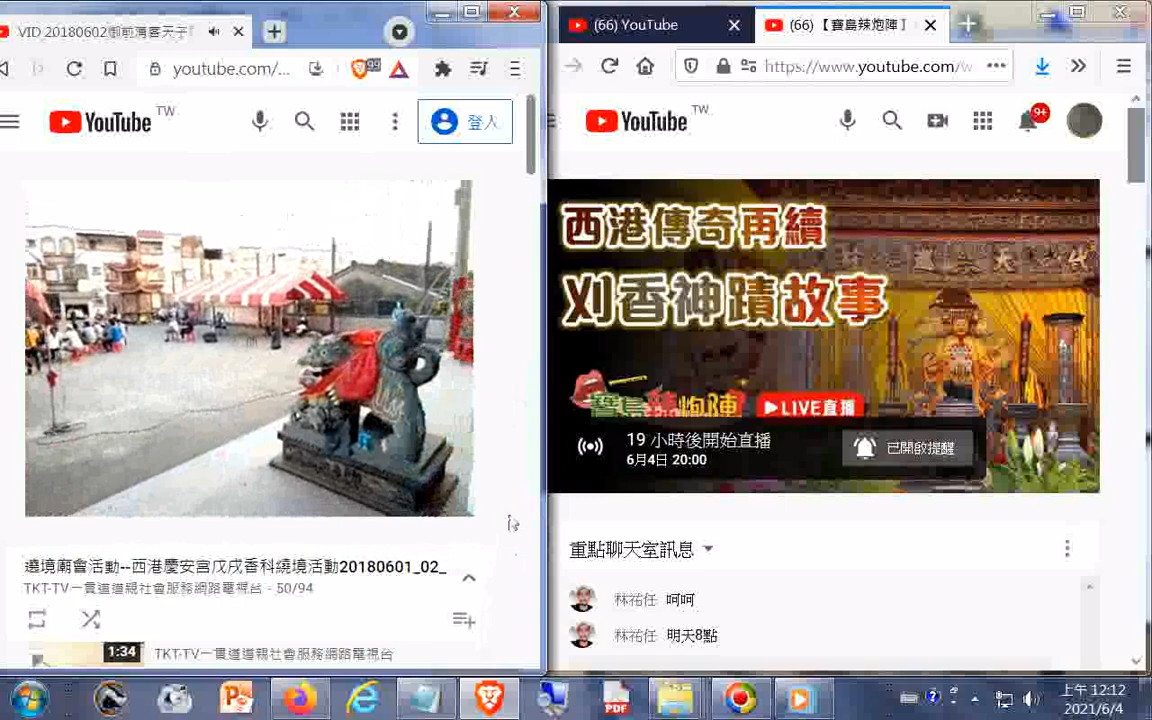 VID 20180602
(66) YouTube
(66) 【寶島辣炮陣】
youtube.com/...
99
https://www.youtube.com/w
YouTube TW
登入
YouTube TW
9+
西港傳奇再續
刈香神蹟故事
寶島辣炮陣
LIVE直播
19 小時後開始直播
6月4日 20:00
已開啟提醒
遶境廟會活動--西港慶安宮戊戌香科繞境活動20180601_02_
TKT-TV一貫道道親社會服務網路電視台 - 50/94
1:34
TKT-TV一貫道道親社會服務網路電視台
重點聊天室訊息
林祐任 呵呵
林祐任 明天8點
PDF
上午 12:12
2021/6/4